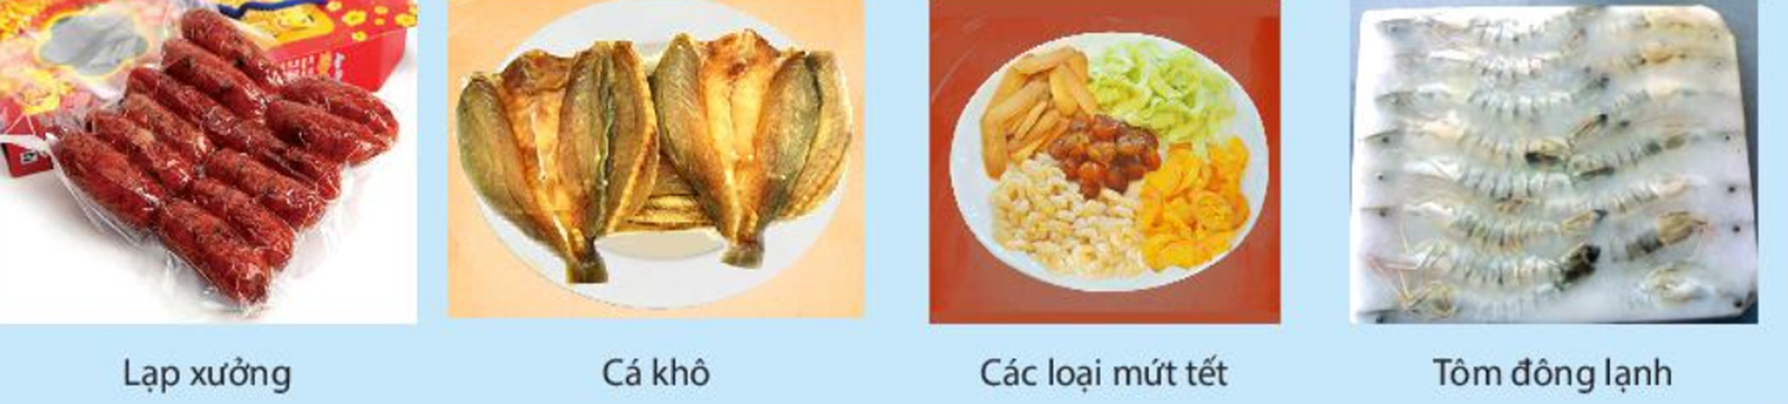 Lạp xưởng
Cá khô
Các loại mứt tết
Tôm đông lạnh